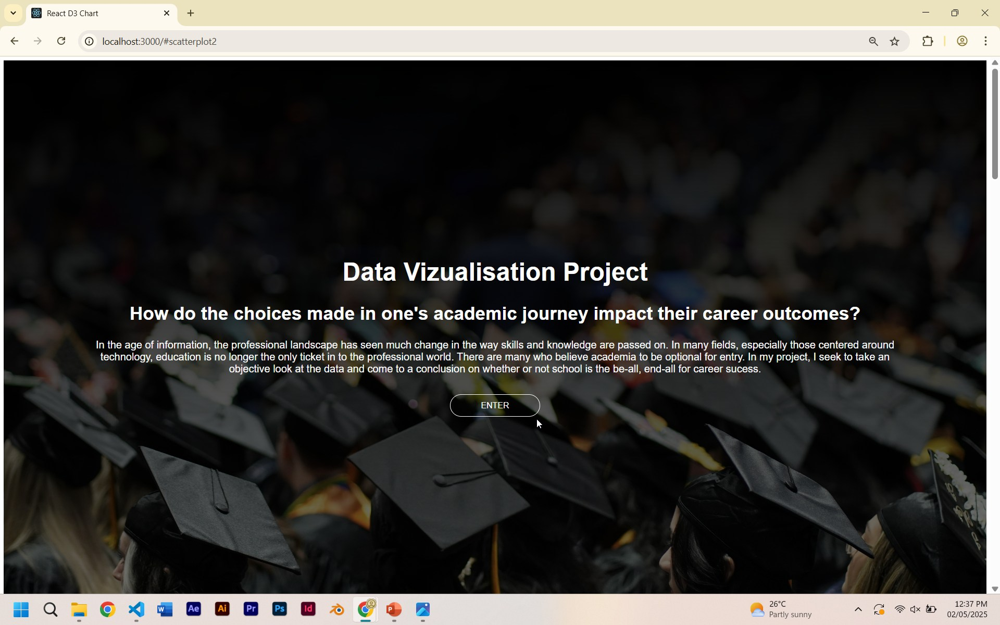 React D3 Chart
localhost:3000/#scatterplot2
Data Vizualisation Project
How do the choices made in one's academic journey impact their career outcomes?
In the age of information, the professional landscape has seen much change in the way skills and knowledge are passed on. In many fields, especially those centered around
technology, education is no longer the only ticket in to the professional world. There are many who believe academia to be optional for entry. In my project, I seek to take an
objective look at the data and come to a conclusion on whether or not school is the be-all, end-all for career sucess.
ENTER
W
Ae
Ai
Pr
Ps
Id
P
26°C
Partly sunny
12:37 PM
02/05/2025